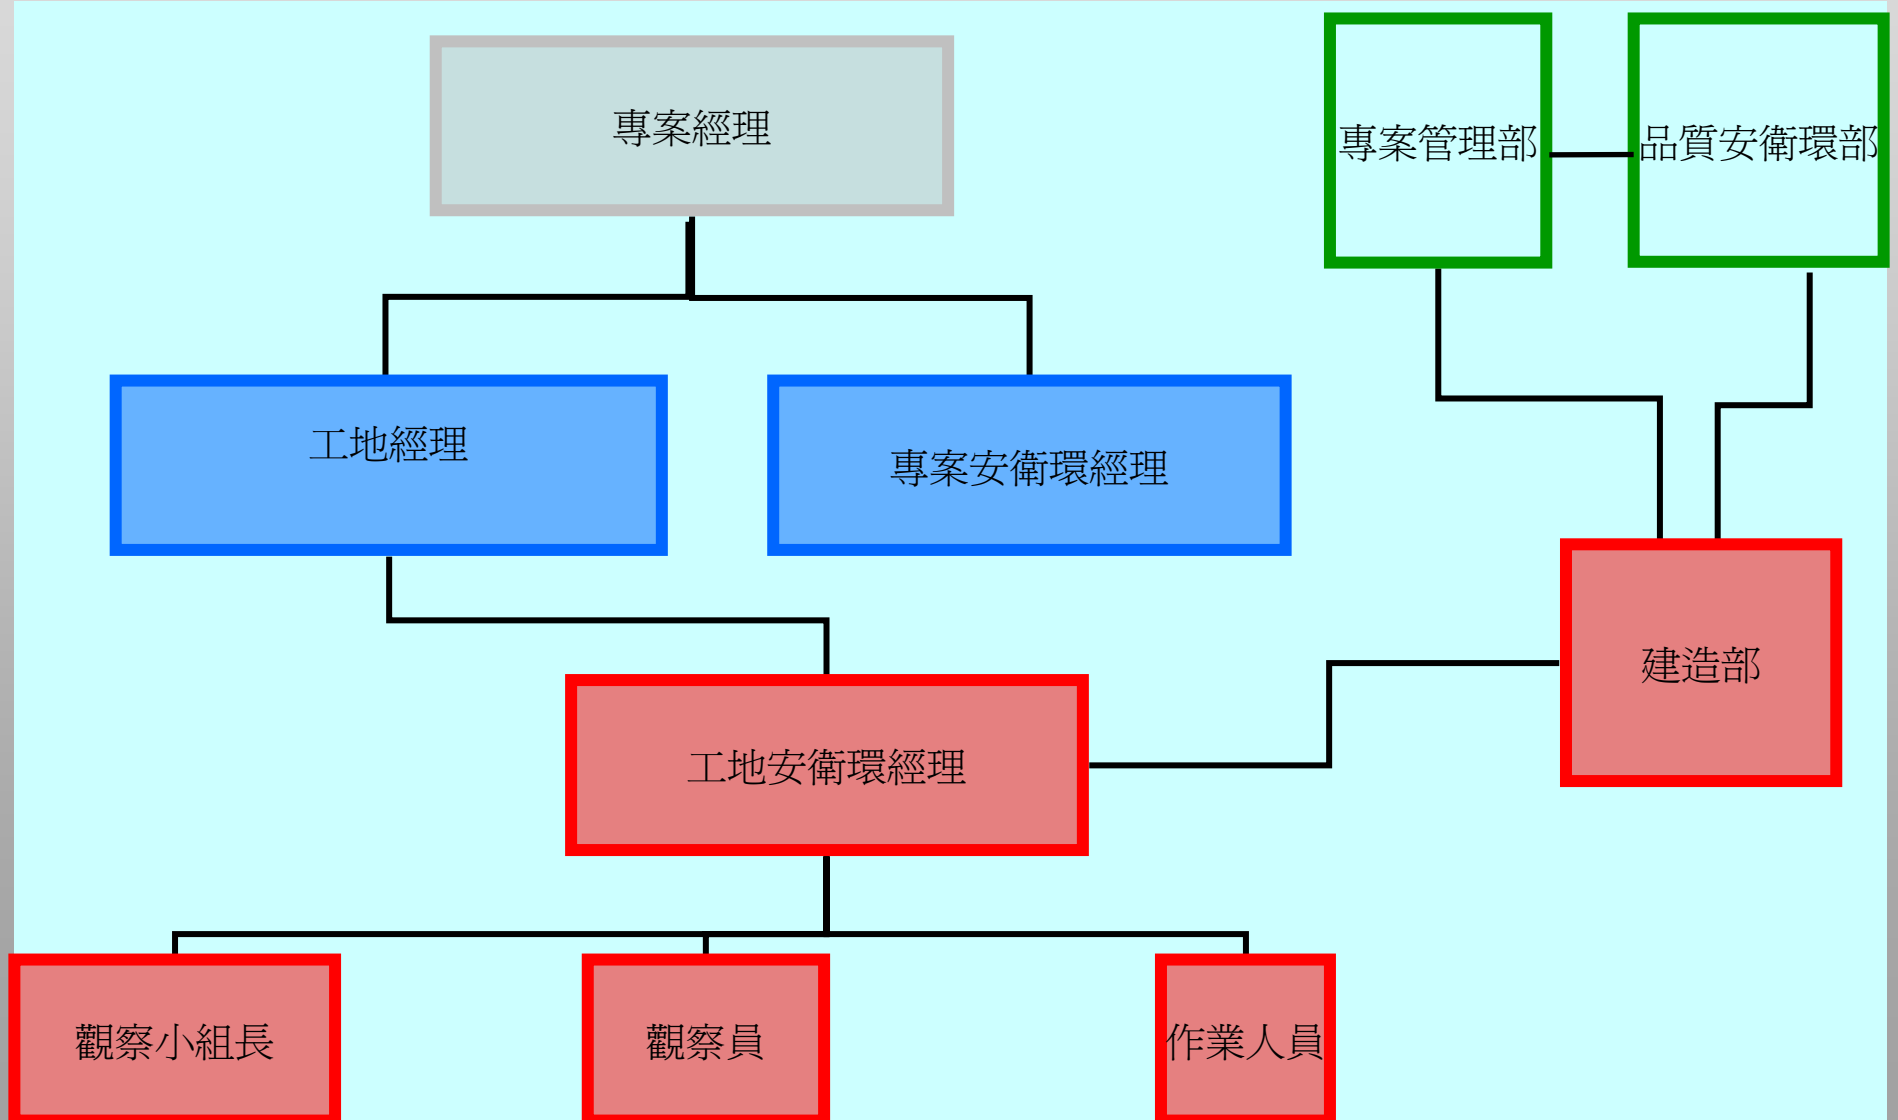 專案經理
專案管理部
品質安衛環部
工地經理
專案安衛環經理
建造部
工地安衛環經理
觀察小組長
觀察員
作業人員